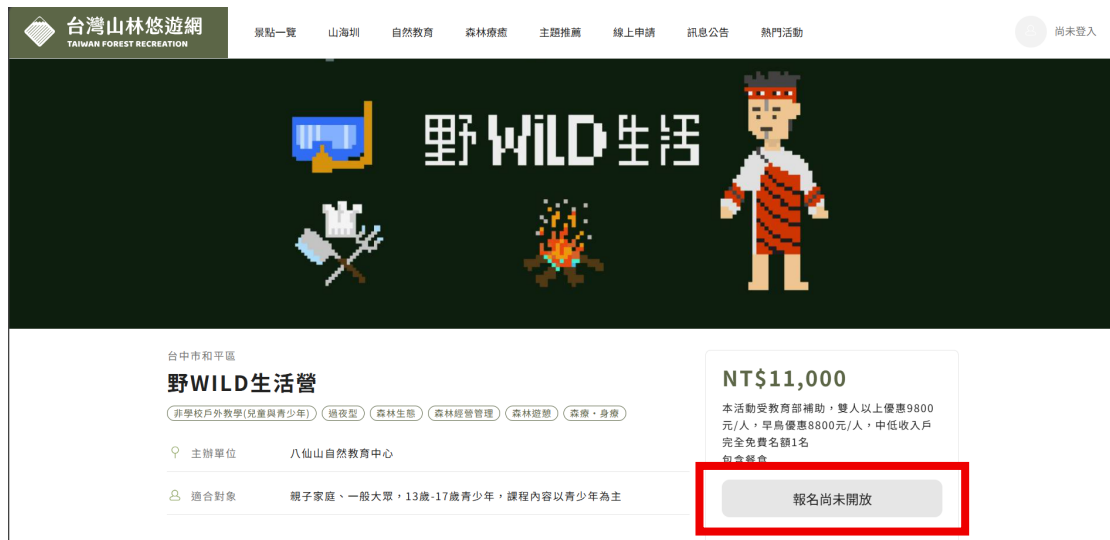 台灣山林悠遊網
TAIWAN FOREST RECREATION
景點一覽 山海圳 自然教育 森林療癒 主題推薦 線上申請 訊息公告 熱門活動
尚未登入
野WiLD生活
台中市和平區
野WILD生活營
非學校戶外教學(兒童與青少年) 過夜型 森林生態 森林經營管理 森林遊憩 森療・身療
主辦單位 八仙山自然教育中心
適合對象 親子家庭、一般大眾，13歲-17歲青少年，課程內容以青少年為主
NT$11,000
本活動受教育部補助，雙人以上優惠9800
元/人，早鳥優惠8800元/人，中低收入戶
完全免費名額1名
包含餐食
報名尚未開放